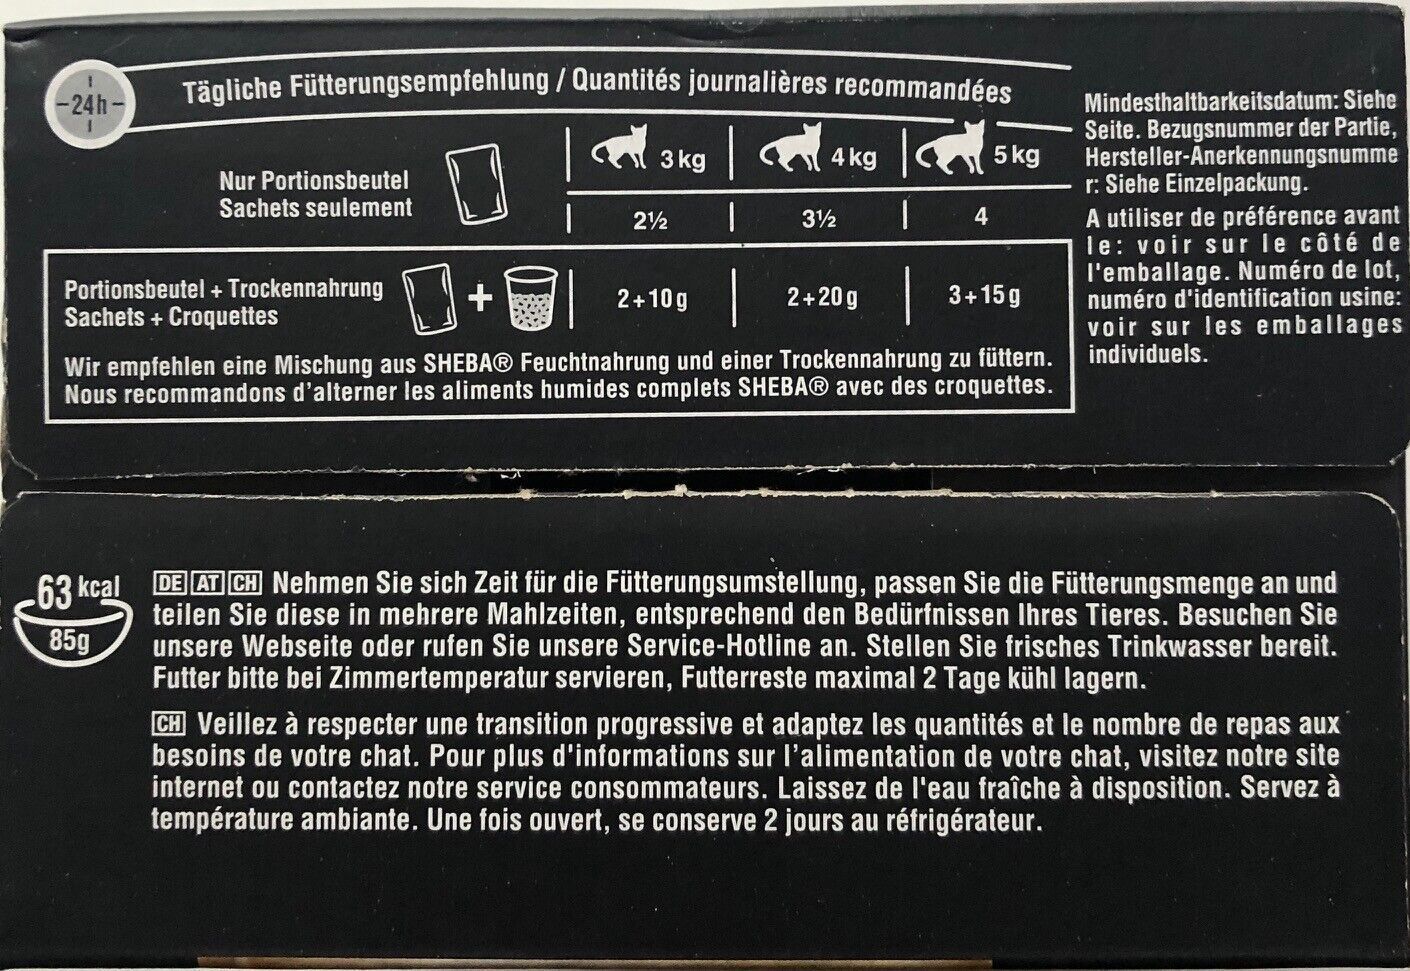 24h
Tägliche Fütterungsempfehlung / Quantités journalières recommandées
3 kg 4 kg 5 kg
Nur Portionsbeutel
Sachets seulement
2½ 3½ 4
Portionsbeutel + Trockennahrung
Sachets + Croquettes
+
2+10 g 2+20 g 3+15 g
Wir empfehlen eine Mischung aus SHEBA® Feuchtnahrung und einer Trockennahrung zu füttern.
Nous recommandons d'alterner les aliments humides complets SHEBA® avec des croquettes.
Mindesthaltbarkeitsdatum: Siehe
Seite. Bezugsnummer der Partie,
Hersteller-Anerkennungsnumme
r: Siehe Einzelpackung.
A utiliser de préférence avant
le: voir sur le côté de
l'emballage. Numéro de lot,
numéro d'identification usine:
voir sur les emballages
individuels.
63 kcal
85g
DE AT CH Nehmen Sie sich Zeit für die Fütterungsumstellung, passen Sie die Fütterungsmenge an und
teilen Sie diese in mehrere Mahlzeiten, entsprechend den Bedürfnissen Ihres Tieres. Besuchen Sie
unsere Webseite oder rufen Sie unsere Service-Hotline an. Stellen Sie frisches Trinkwasser bereit.
Futter bitte bei Zimmertemperatur servieren, Futterreste maximal 2 Tage kühl lagern.
CH Veillez à respecter une transition progressive et adaptez les quantités et le nombre de repas aux
besoins de votre chat. Pour plus d'informations sur l'alimentation de votre chat, visitez notre site
internet ou contactez notre service consommateurs. Laissez de l'eau fraîche à disposition. Servez à
température ambiante. Une fois ouvert, se conserve 2 jours au réfrigérateur.